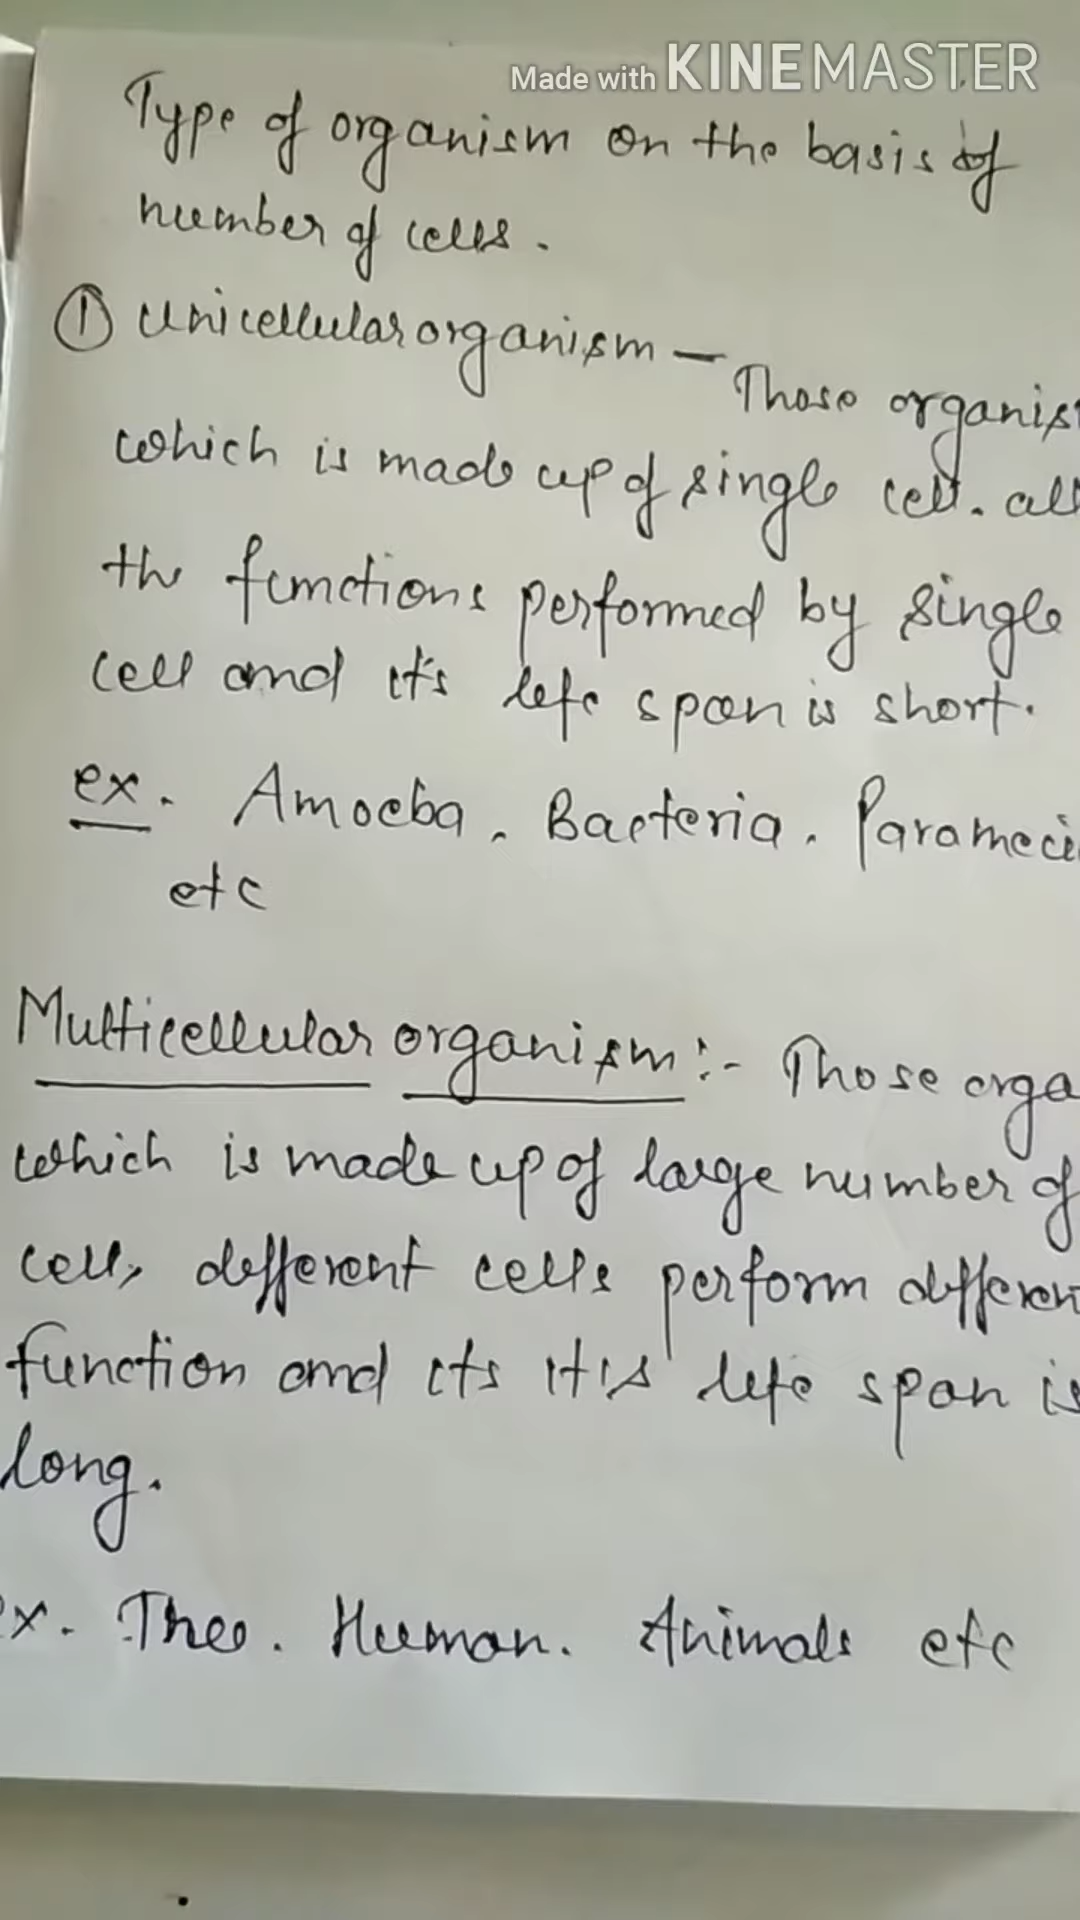 Made with KINEMASTER
Type of organism on the basis of
number of cells.
① Unicellular organism — Those organis
which is made up of single cell. all
the functions performed by single
cell and it's life span is short.
ex. Amoeba. Bacteria. Parameci
etc
Multicellular organism :- Those orga
which is made up of large number of
cell, different cells perform differen
function and its it is life span is
long.
ex. Tree. Human. Animals etc